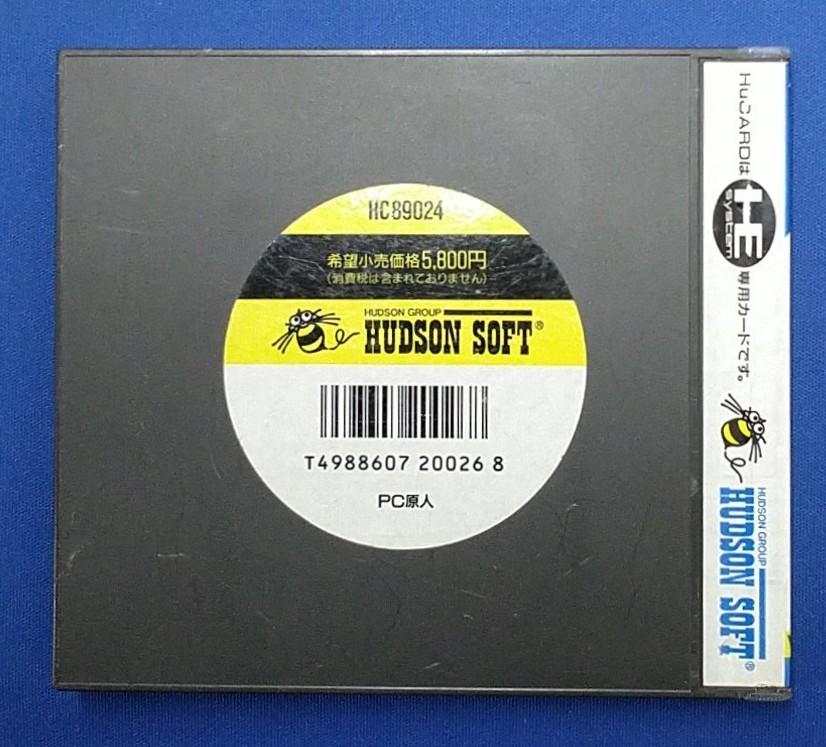 HC89024
希望小売価格5,800円
(消費税は含まれておりません)
HUDSON GROUP
HUDSON SOFT®
T4988607 20026 8
PC原人
HuCARDは HE system 専用カードです。
HUDSON GROUP
HUDSON SOFT®